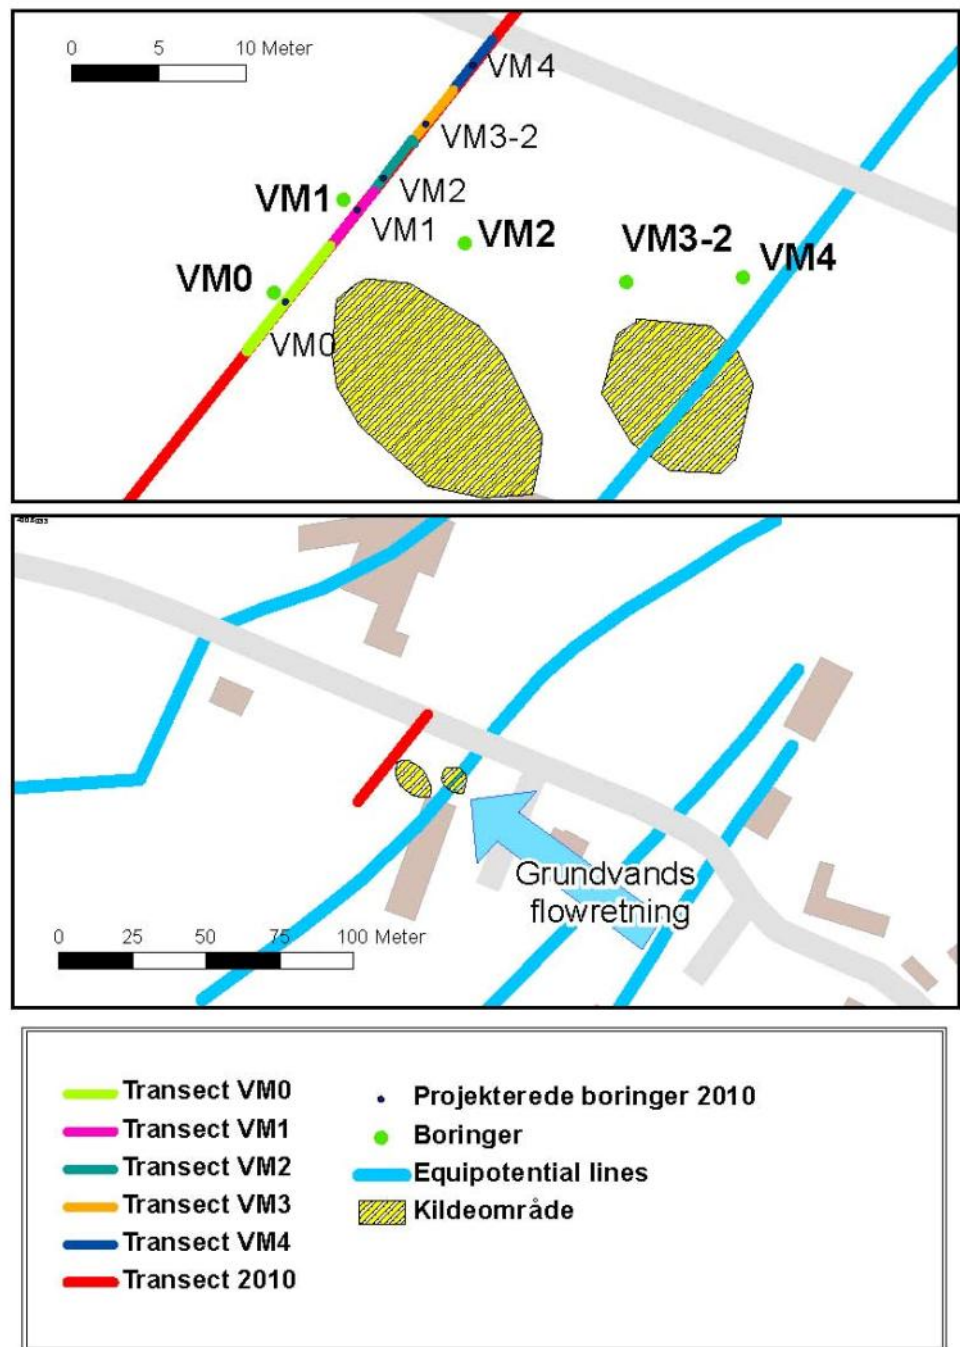 0 5 10 Meter
VM4
VM3-2
VM1
VM2
VM1
VM2
VM3-2
VM4
VM0
VM0
Grundvands
flowretning
0 25 50 75 100 Meter
Transect VM0
Transect VM1
Transect VM2
Transect VM3
Transect VM4
Transect 2010
Projekterede boringer 2010
Boringer
Equipotential lines
Kildeområde